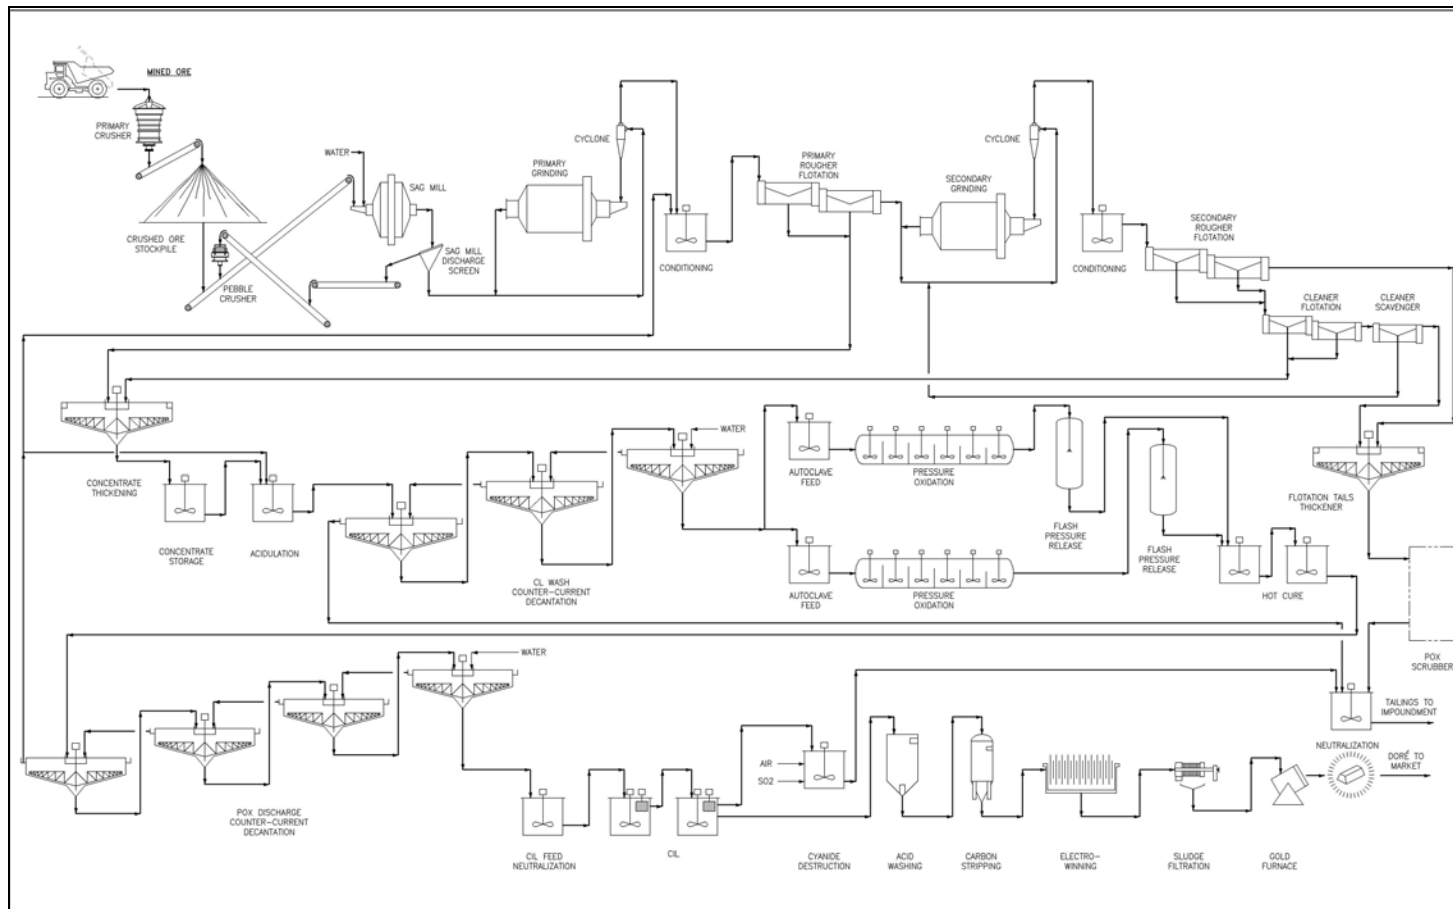 MINED ORE
PRIMARY
CRUSHER
CRUSHED ORE
STOCKPILE
PEBBLE
CRUSHER
WATER
SAG MILL
SAG MILL
DISCHARGE
SCREEN
PRIMARY
GRINDING
CYCLONE
CONDITIONING
PRIMARY
ROUGHER
FLOTATION
SECONDARY
GRINDING
CYCLONE
CONDITIONING
SECONDARY
ROUGHER
FLOTATION
CLEANER
FLOTATION
CLEANER
SCAVENGER
CONCENTRATE
THICKENING
CONCENTRATE
STORAGE
ACIDULATION
CL WASH
COUNTER-CURRENT
DECANTATION
WATER
AUTOCLAVE
FEED
PRESSURE
OXIDATION
AUTOCLAVE
FEED
PRESSURE
OXIDATION
FLASH
PRESSURE
RELEASE
FLASH
PRESSURE
RELEASE
HOT CURE
FLOTATION TAILS
THICKENER
POX
SCRUBBER
POX DISCHARGE
COUNTER-CURRENT
DECANTATION
WATER
CIL FEED
NEUTRALIZATION
CIL
AIR
SO2
CYANIDE
DESTRUCTION
ACID
WASHING
CARBON
STRIPPING
ELECTRO-
WINNING
SLUDGE
FILTRATION
GOLD
FURNACE
NEUTRALIZATION
TAILINGS TO
IMPOUNDMENT
DORÉ TO
MARKET